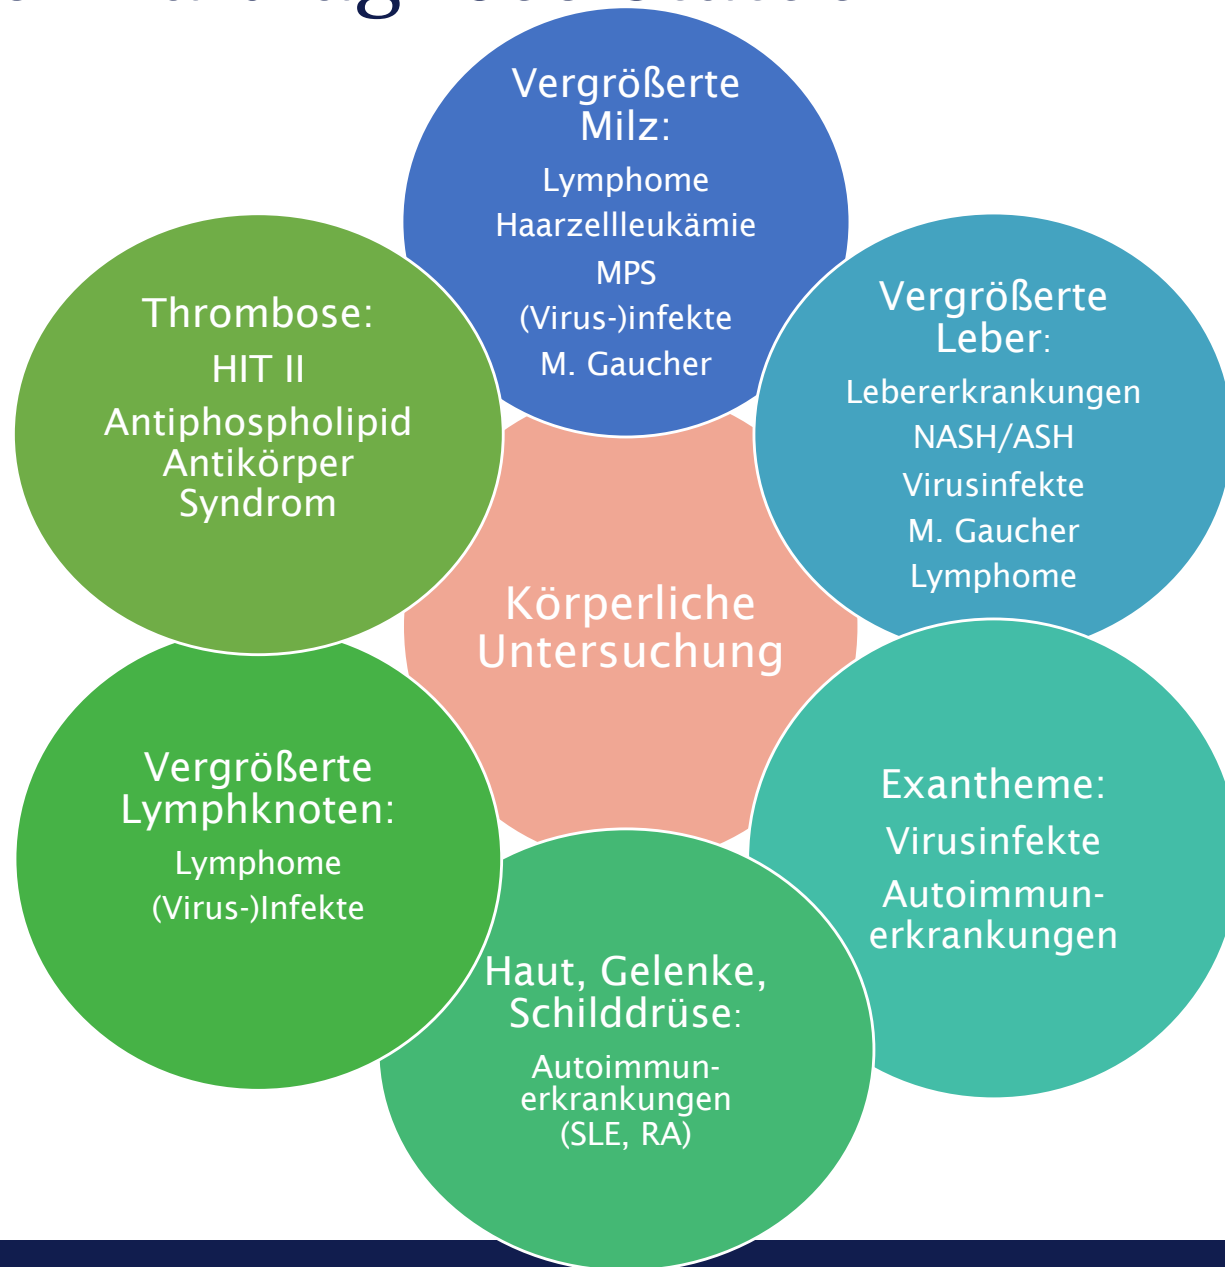 Vergrößerte
Milz:
Lymphome
Haarzellleukämie
MPS
(Virus-)infekte
M. Gaucher
Vergrößerte
Leber:
Lebererkrankungen
NASH/ASH
Virusinfekte
M. Gaucher
Lymphome
Exantheme:
Virusinfekte
Autoimmun-
erkrankungen
Haut, Gelenke,
Schilddrüse:
Autoimmun-
erkrankungen
(SLE, RA)
Vergrößerte
Lymphknoten:
Lymphome
(Virus-)Infekte
Thrombose:
HIT II
Antiphospholipid
Antikörper
Syndrom
Körperliche
Untersuchung